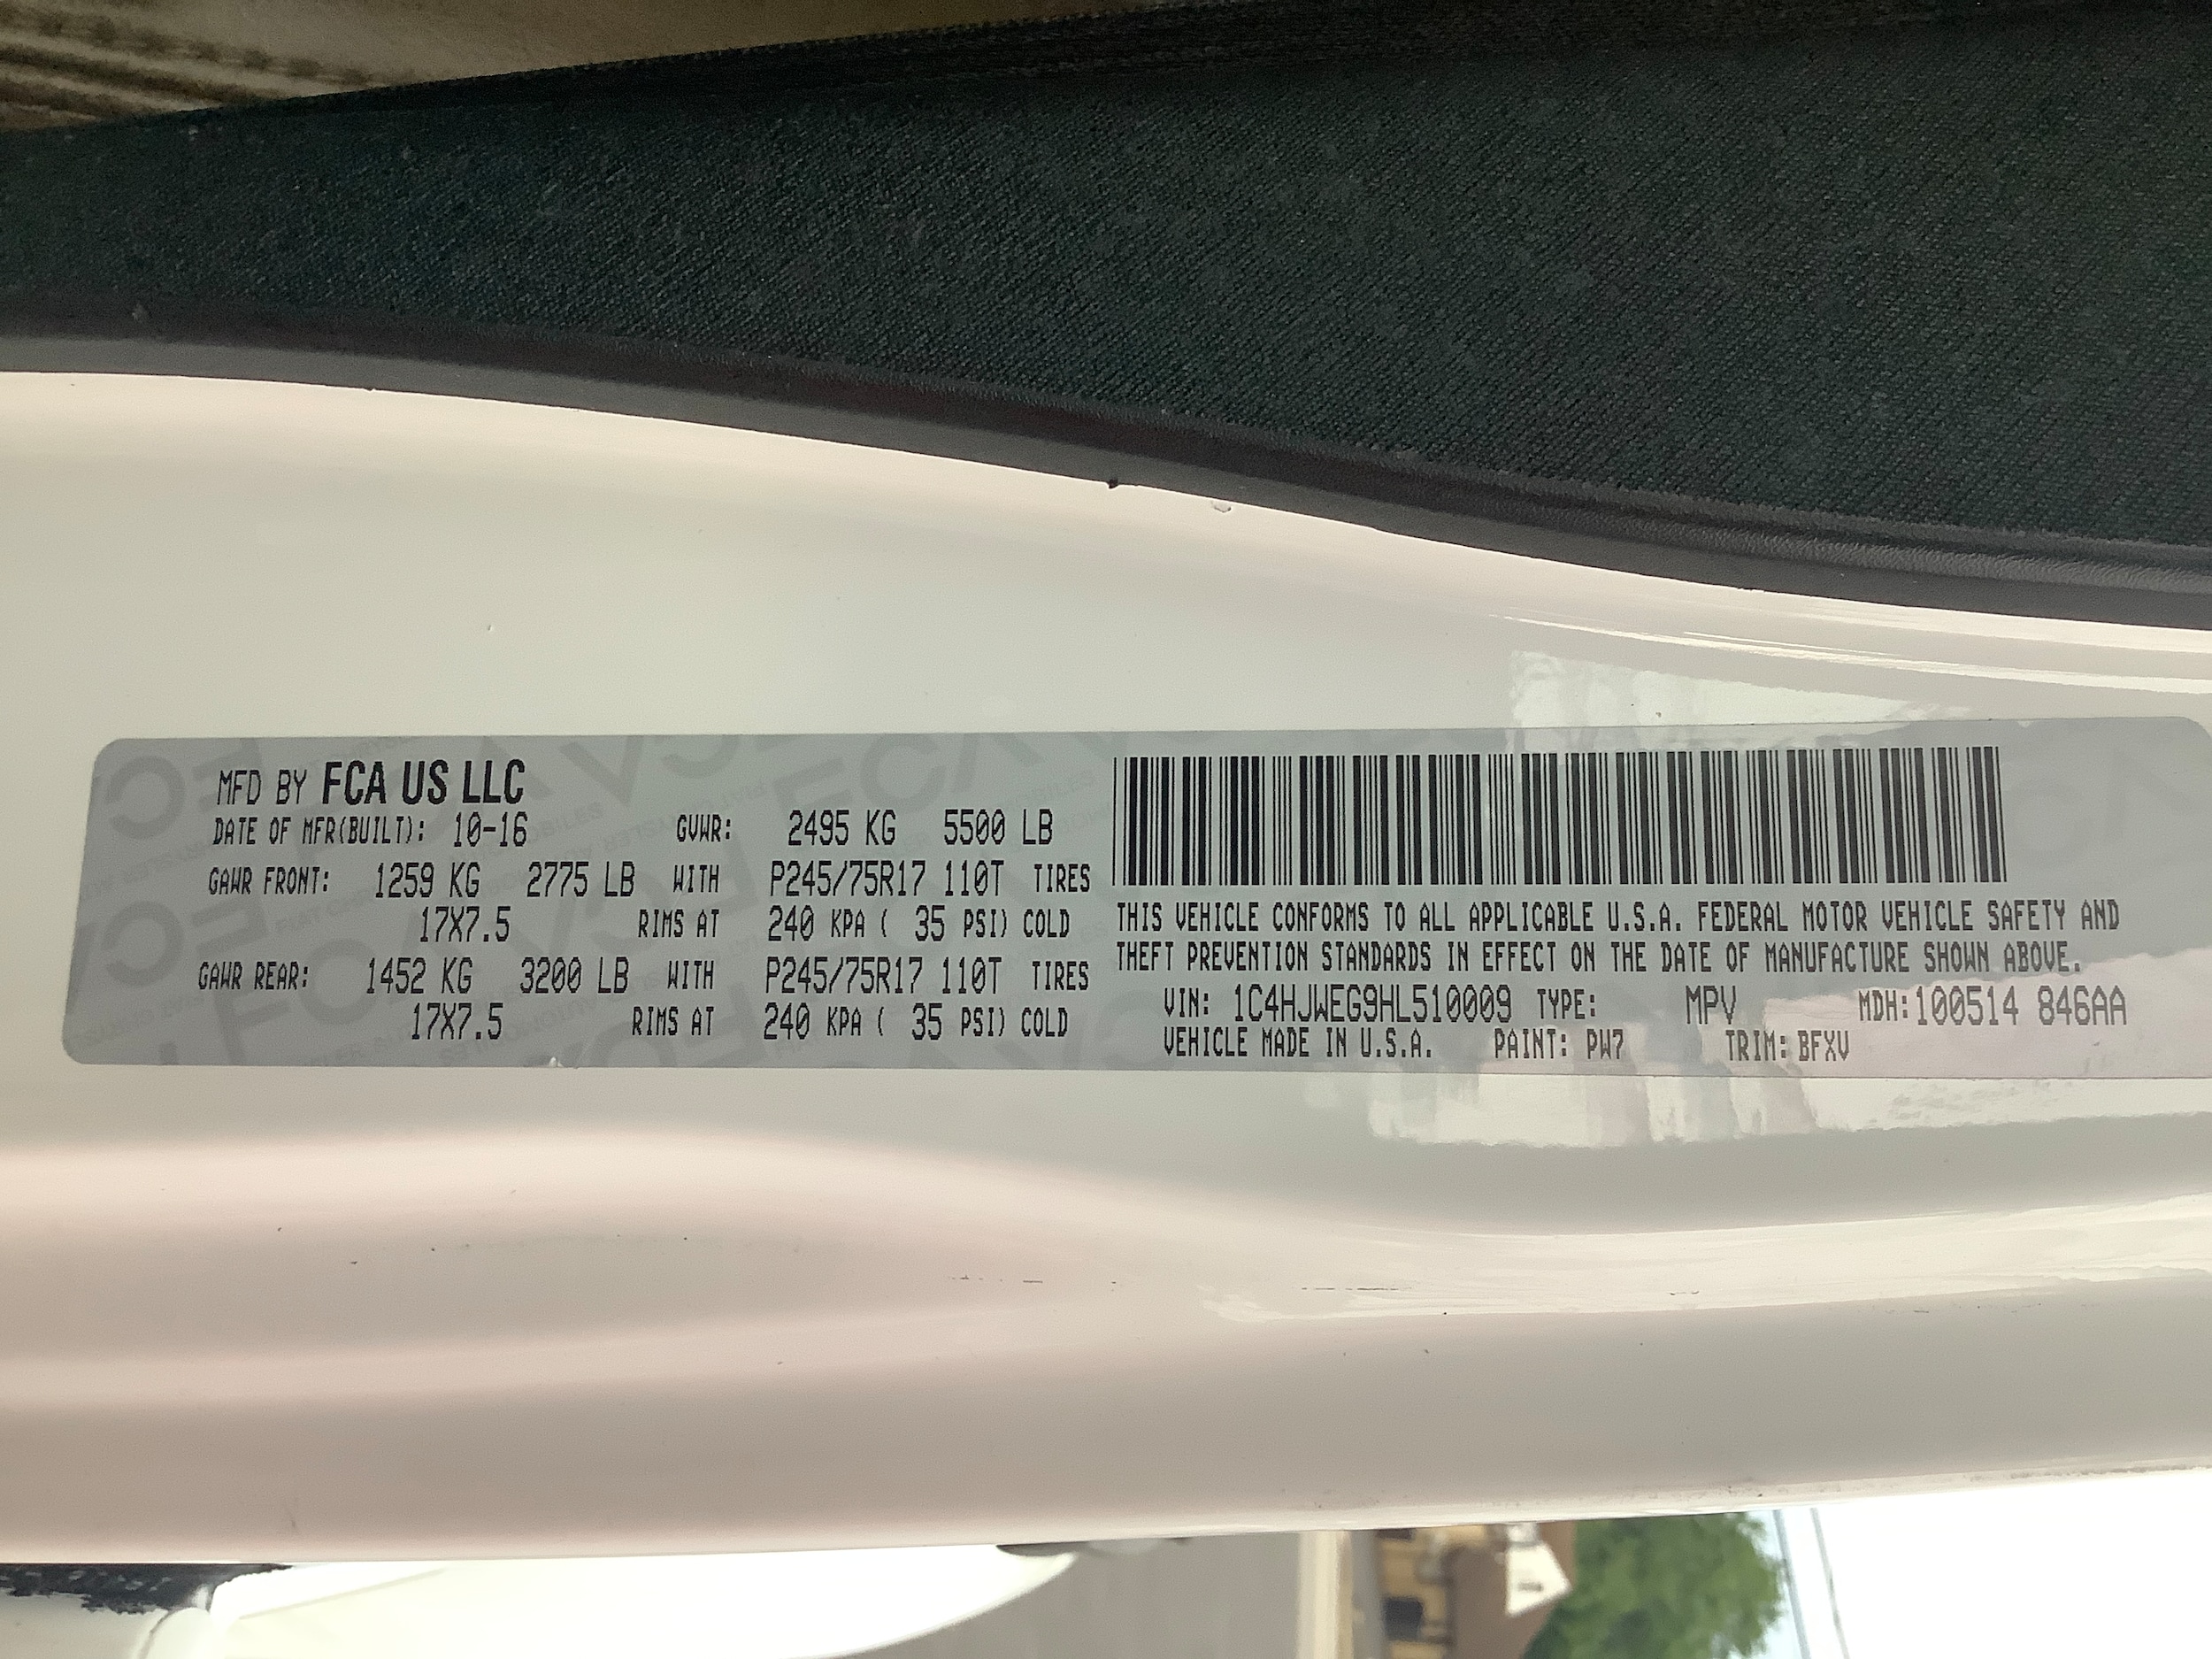 MFD BY FCA US LLC
DATE OF MFR(BUILT): 10-16 GVWR: 2495 KG 5500 LB
GAWR FRONT: 1259 KG 2775 LB WITH P245/75R17 110T TIRES
17X7.5 RIMS AT 240 KPA ( 35 PSI) COLD
GAWR REAR: 1452 KG 3200 LB WITH P245/75R17 110T TIRES
17X7.5 RIMS AT 240 KPA ( 35 PSI) COLD
THIS VEHICLE CONFORMS TO ALL APPLICABLE U.S.A. FEDERAL MOTOR VEHICLE SAFETY AND
THEFT PREVENTION STANDARDS IN EFFECT ON THE DATE OF MANUFACTURE SHOWN ABOVE.
VIN: 1C4HJWEG9HL510009 TYPE: MPV MDH:100514 846AA
VEHICLE MADE IN U.S.A. PAINT: PW7 TRIM: BFXV